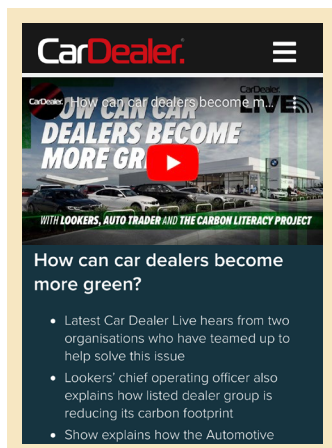 CarDealer.
CarDealer. How can car dealers become m...
CarDealer.
LIVE
HOW CAN CAR
DEALERS BECOME
MORE GRE
WITH LOOKERS, AUTO TRADER AND THE CARBON LITERACY PROJECT
How can car dealers become
more green?
• Latest Car Dealer Live hears from two
organisations who have teamed up to
help solve this issue
• Lookers’ chief operating officer also
explains how listed dealer group is
reducing its carbon footprint
• Show explains how the Automotive